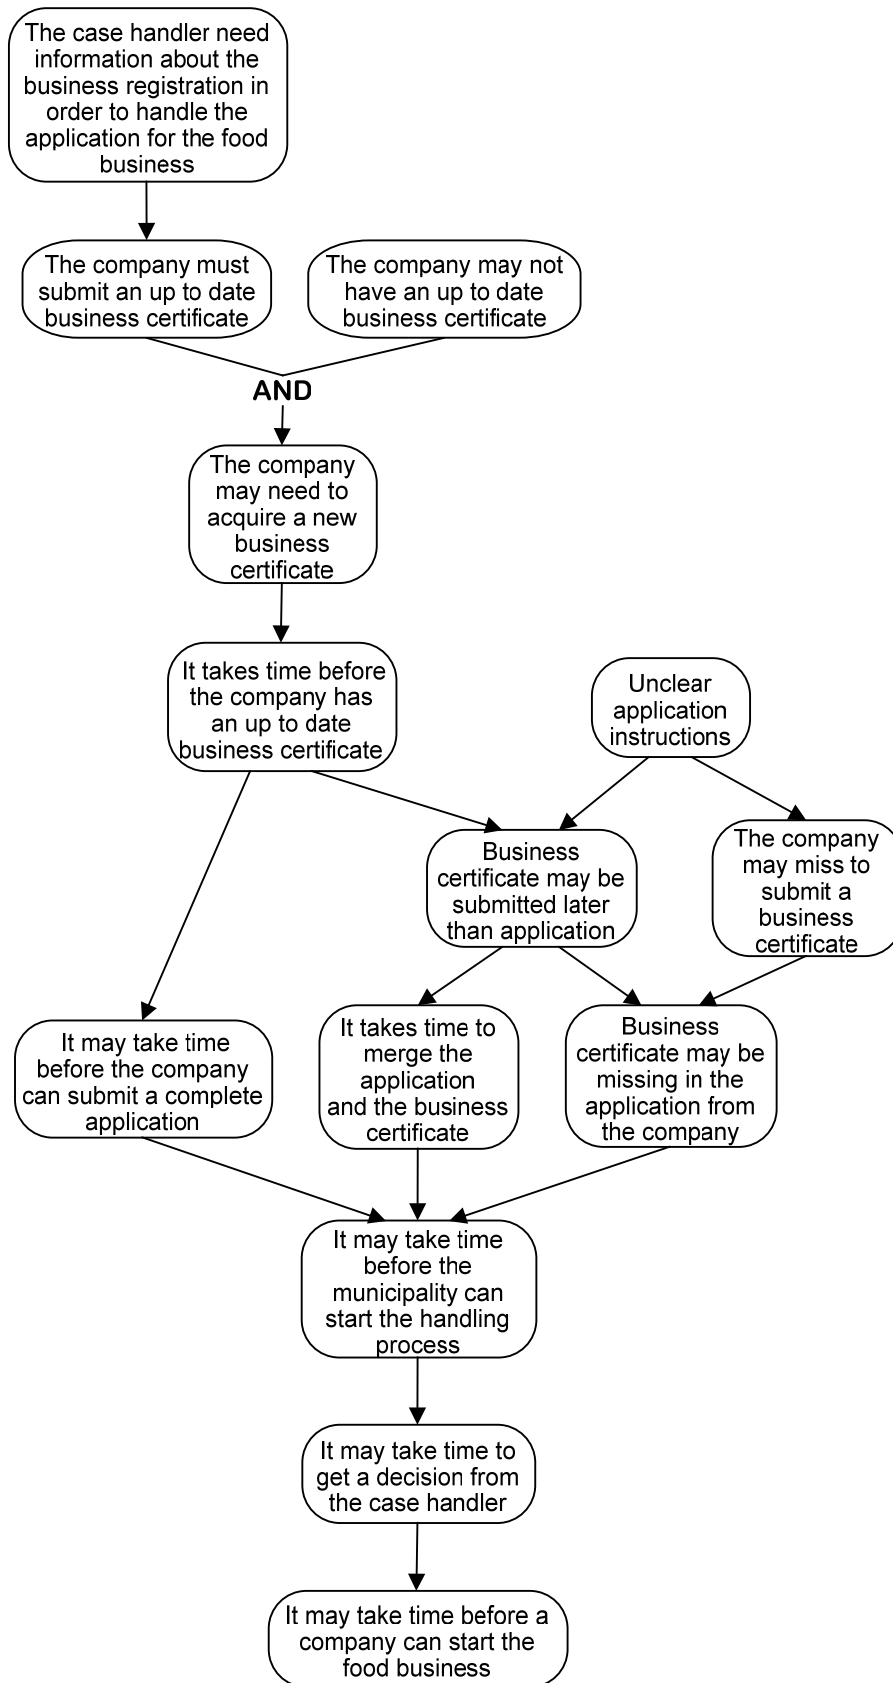 The case handler need
information about the
business registration in
order to handle the
application for the food
business
The company must
submit an up to date
business certificate
The company may not
have an up to date
business certificate
AND
The company
may need to
acquire a new
business
certificate
It takes time before
the company has
an up to date
business certificate
Unclear
application
instructions
Business
certificate may be
submitted later
than application
The company
may miss to
submit a
business
certificate
It may take time
before the company
can submit a complete
application
It takes time to
merge the
application
and the business
certificate
Business
certificate may be
missing in the
application from
the company
It may take time
before the
municipality can
start the handling
process
It may take time to
get a decision from
the case handler
It may take time before a
company can start the
food business